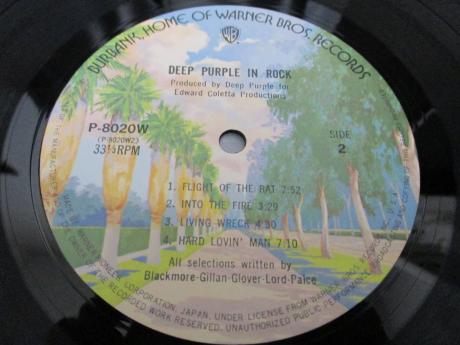 BURBANK, HOME OF WARNER BROS. RECORDS
WB
DEEP PURPLE IN ROCK
Produced by Deep Purple for
Edward Coletta Productions
P-8020W
(P-8020W2)
33⅓RPM
SIDE
2
1. FLIGHT OF THE RAT 7:52
2. INTO THE FIRE 3:29
3. LIVING WRECK 4:30
4. HARD LOVIN' MAN 7:10
All selections written by
Blackmore-Gillan-Glover-Lord-Paice
CORPORATION, JAPAN, UNDER LICENSE FROM WARNER
RECORDED WORK RESERVED. UNAUTHORIZED PUBLIC PERFORMANCE